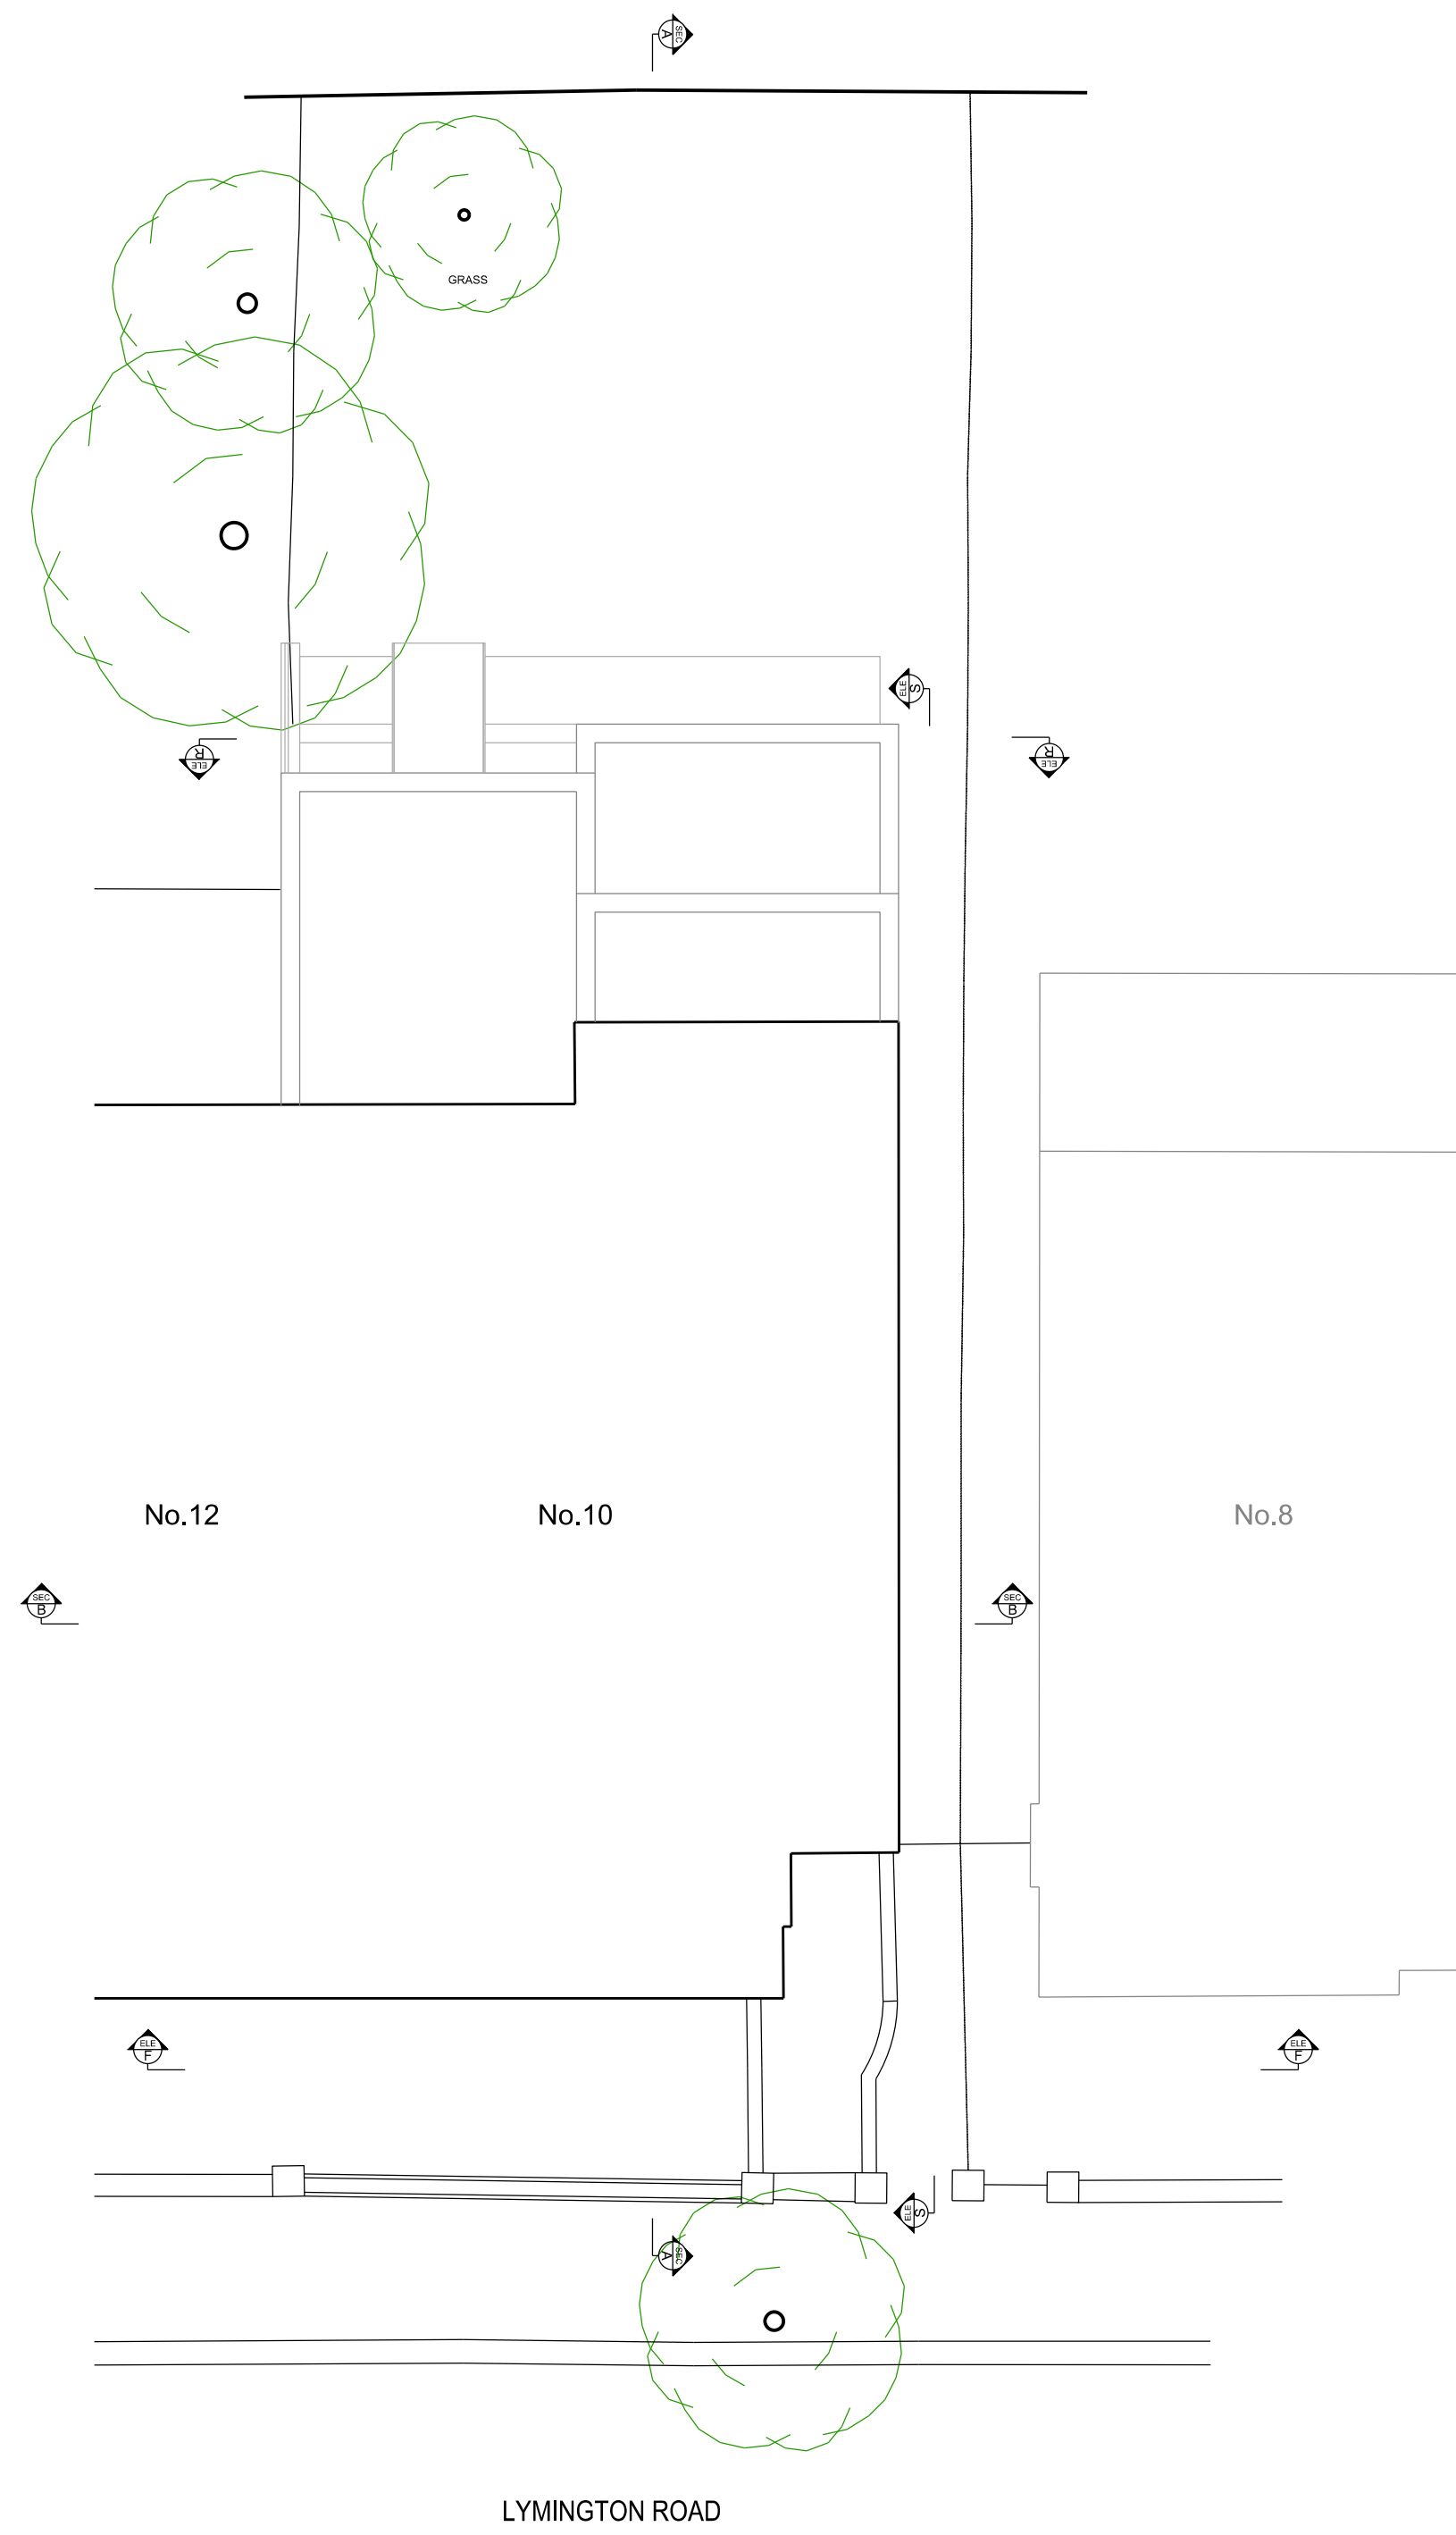 A
SEC
GRASS
ELE
S
R
ELE
R
ELE
No.12
No.10
No.8
SEC
B
SEC
B
ELE
F
ELE
F
ELE
S
A
SEC
LYMINGTON ROAD